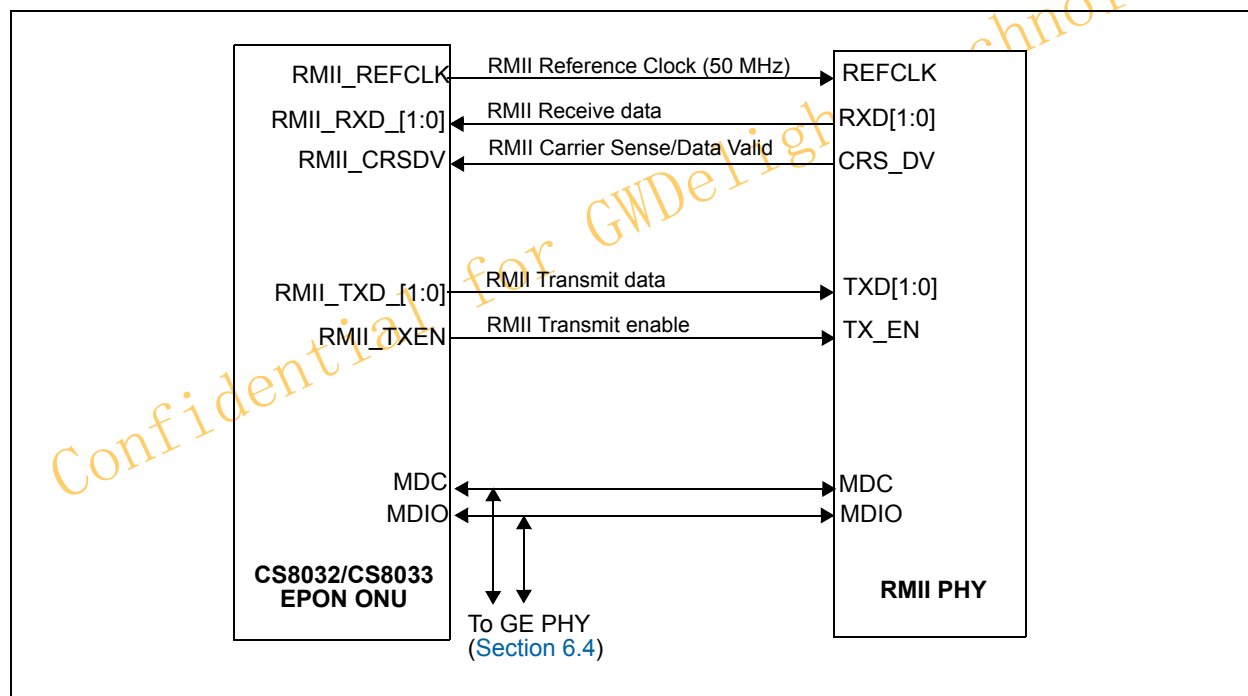 RMII_REFCLK RMII Reference Clock (50 MHz) REFCLK
RMII_RXD_[1:0] RMII Receive data RXD[1:0]
RMII_CRSDV RMII Carrier Sense/Data Valid CRS_DV
RMII_TXD_[1:0] RMII Transmit data TXD[1:0]
RMII_TXEN RMII Transmit enable TX_EN
MDC MDC
MDIO MDIO
CS8032/CS8033
EPON ONU
RMII PHY
To GE PHY
(Section 6.4)
Confidential for GWDeligh